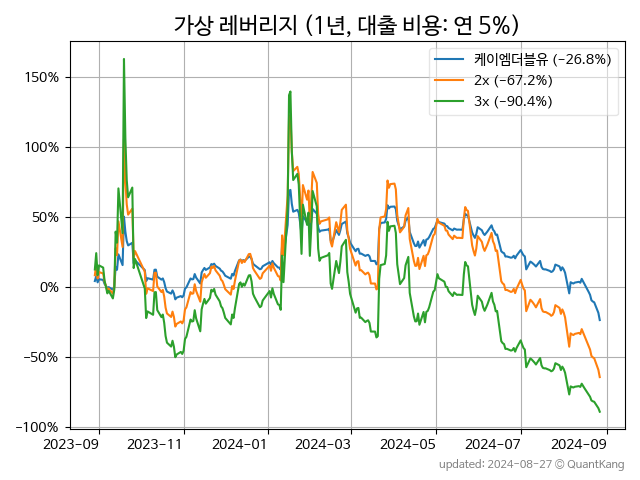 가상 레버리지 (1년, 대출 비용: 연 5%)
케이엠더블유 (−26.8%)
2x (−67.2%)
3x (−90.4%)
150%
100%
50%
0%
−50%
−100%
2023-09 2023-11 2024-01 2024-03 2024-05 2024-07 2024-09
updated: 2024-08-27 © QuantKang